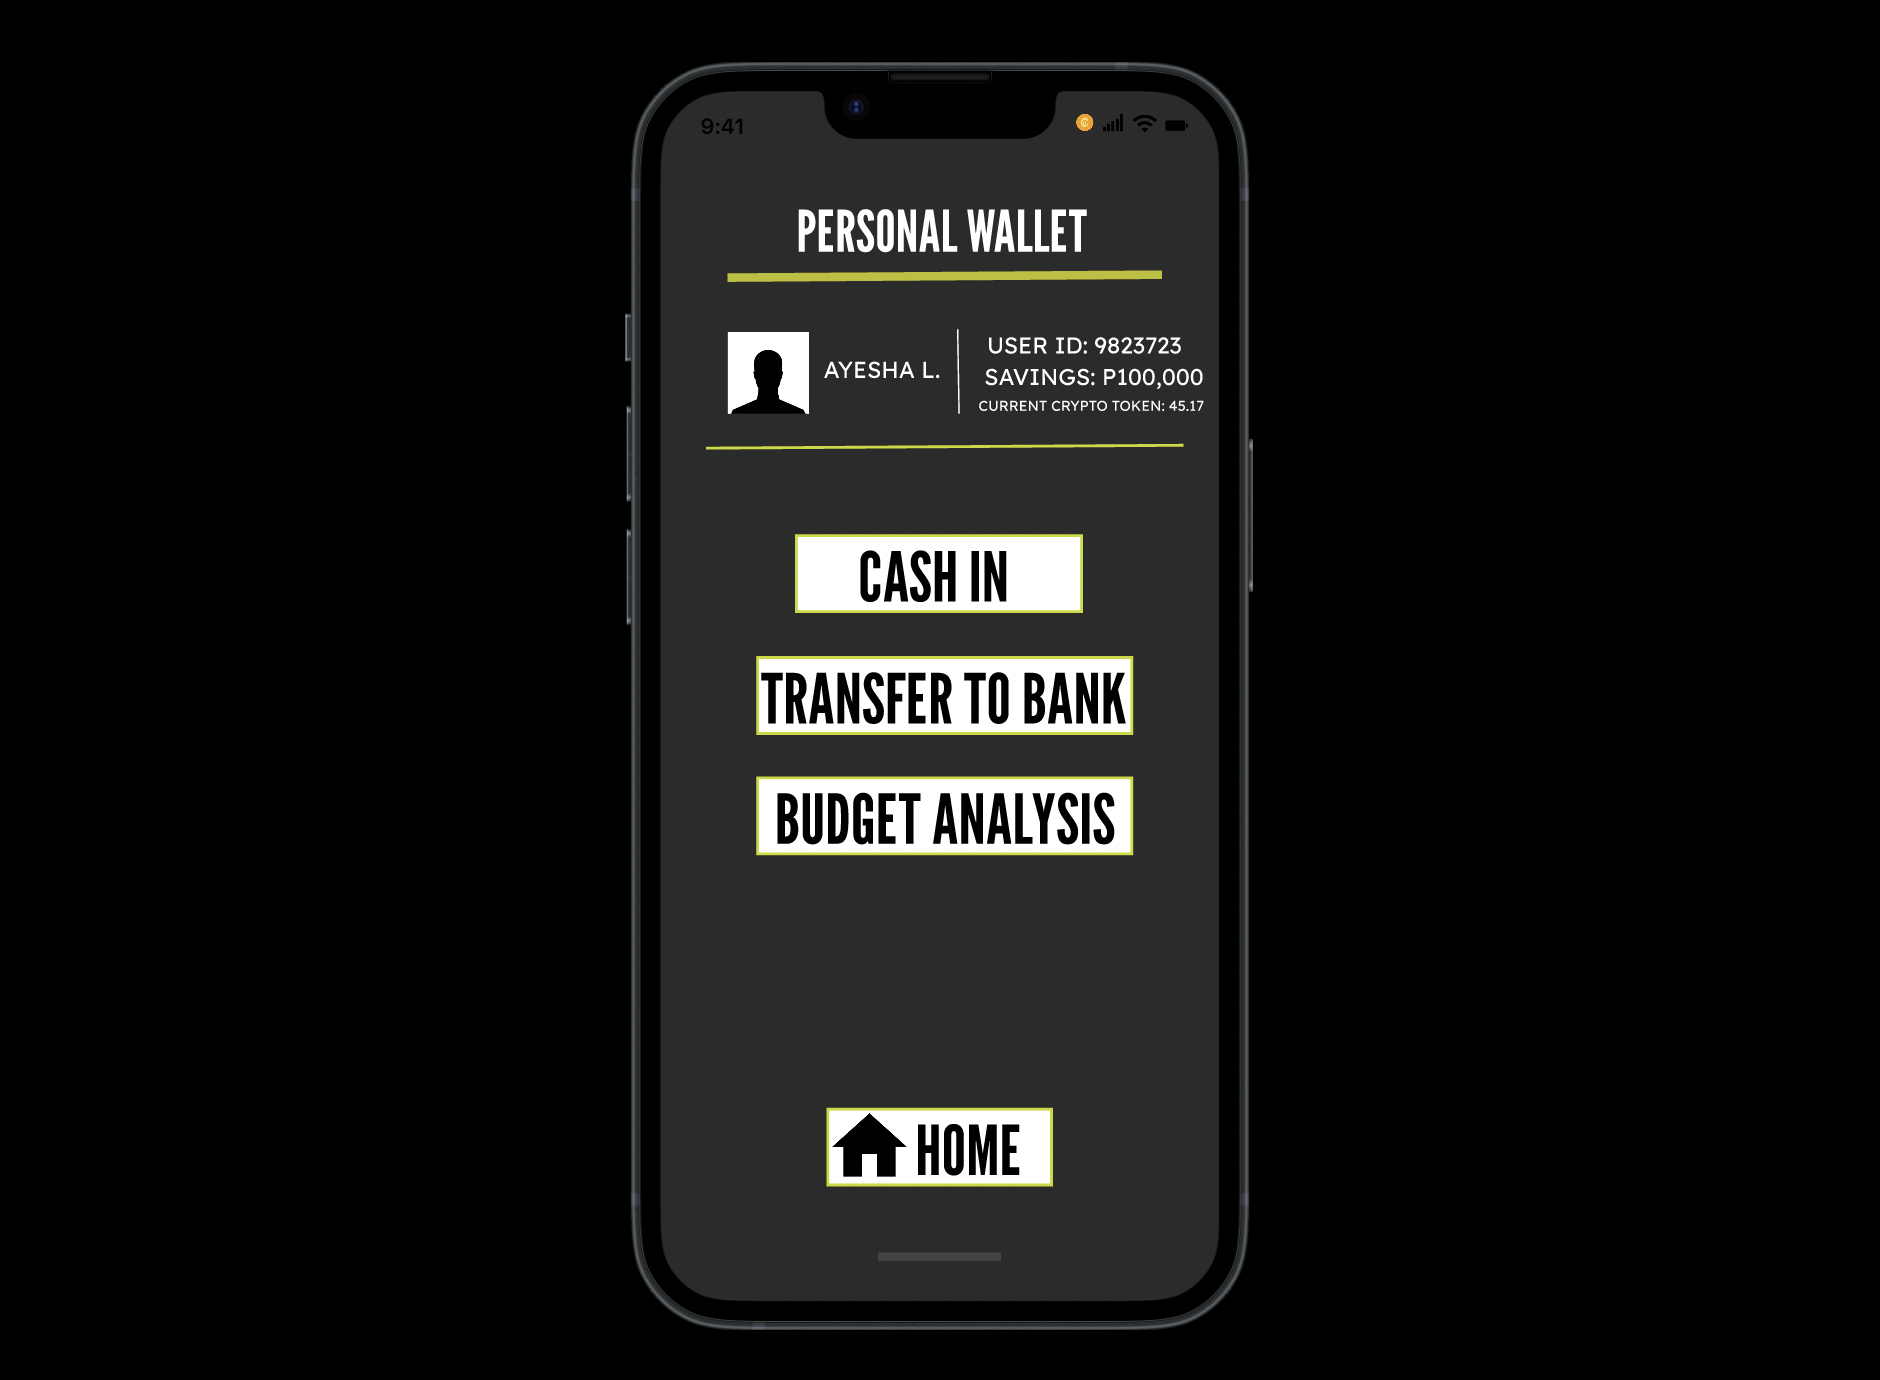 9:41
PERSONAL WALLET
AYESHA L.
USER ID: 9823723
SAVINGS: P100,000
CURRENT CRYPTO TOKEN: 45.17
CASH IN
TRANSFER TO BANK
BUDGET ANALYSIS
HOME